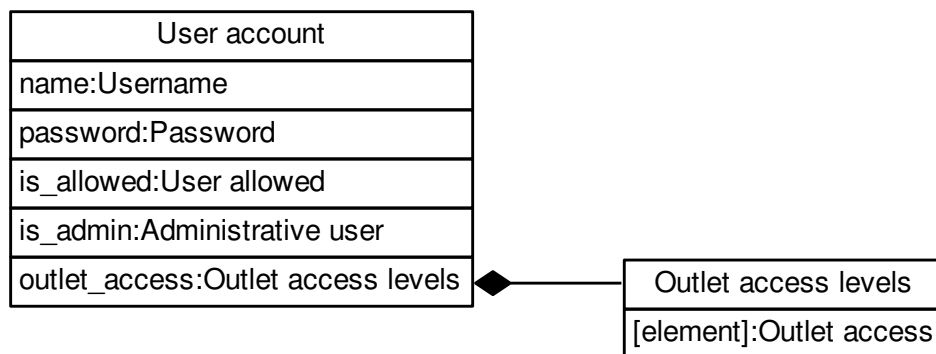 User account
name:Username
password:Password
is_allowed:User allowed
is_admin:Administrative user
outlet_access:Outlet access levels
Outlet access levels
[element]:Outlet access